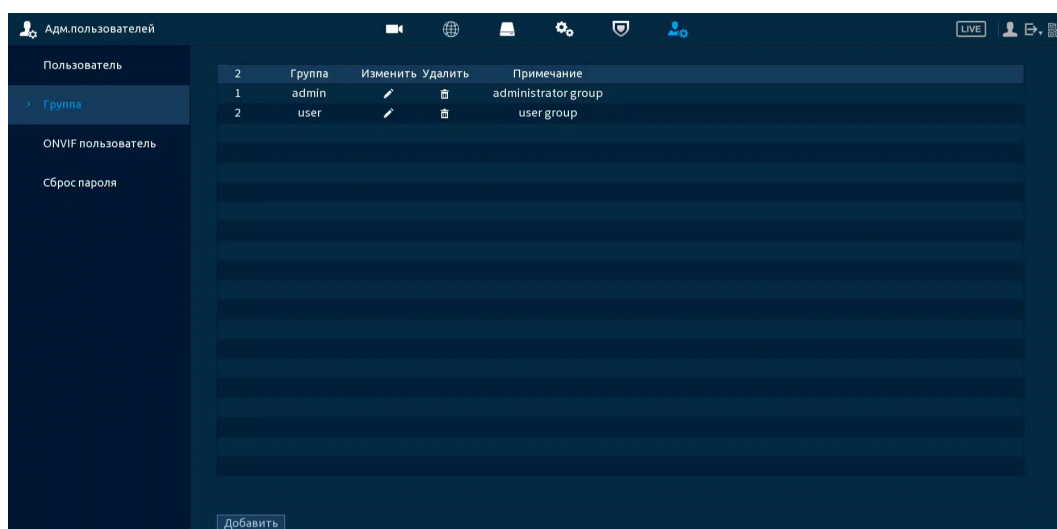 Адм.пользователей
LIVE
Пользователь
Группа
ONVIF пользователь
Сброс пароля
2 Группа Изменить Удалить Примечание
1 admin administrator group
2 user user group
Добавить